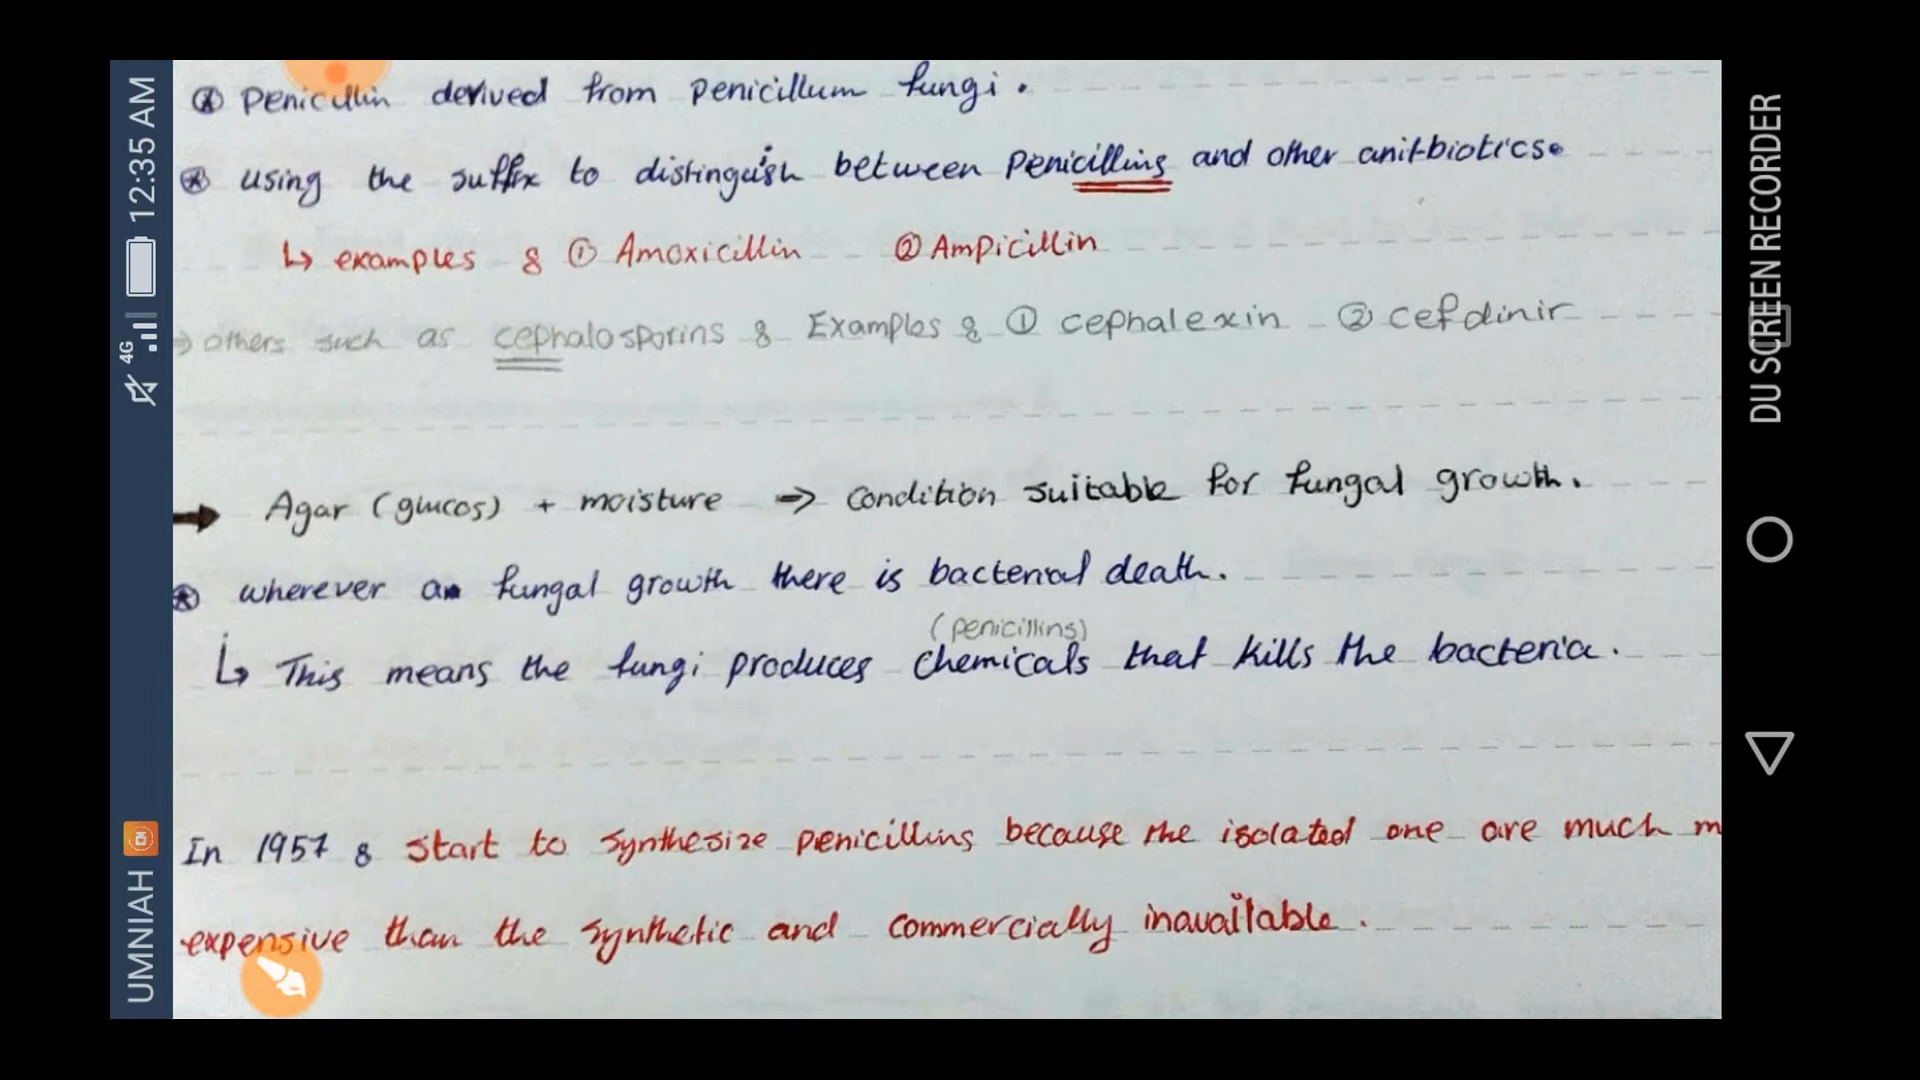 Penicillin derived from Penicillum fungi.
using the suffix to distinguish between Penicillins and other anitbiotics.
↳ examples : ① Amoxicillin ② Ampicillin
→ others such as cephalosporins : Examples : ① cephalexin ② cefdinir
→ Agar (glucos) + moisture → condition suitable for fungal growth.
wherever a fungal growth there is bacterial death.
(penicillins)
↳ This means the fungi produces chemicals that kills the bacteria.
In 1957 : start to synthesize penicillins because the isolated one are much m
expensive than the synthetic and commercially inavailable.
12:35 AM
4G
UMNIAH
DU SCREEN RECORDER